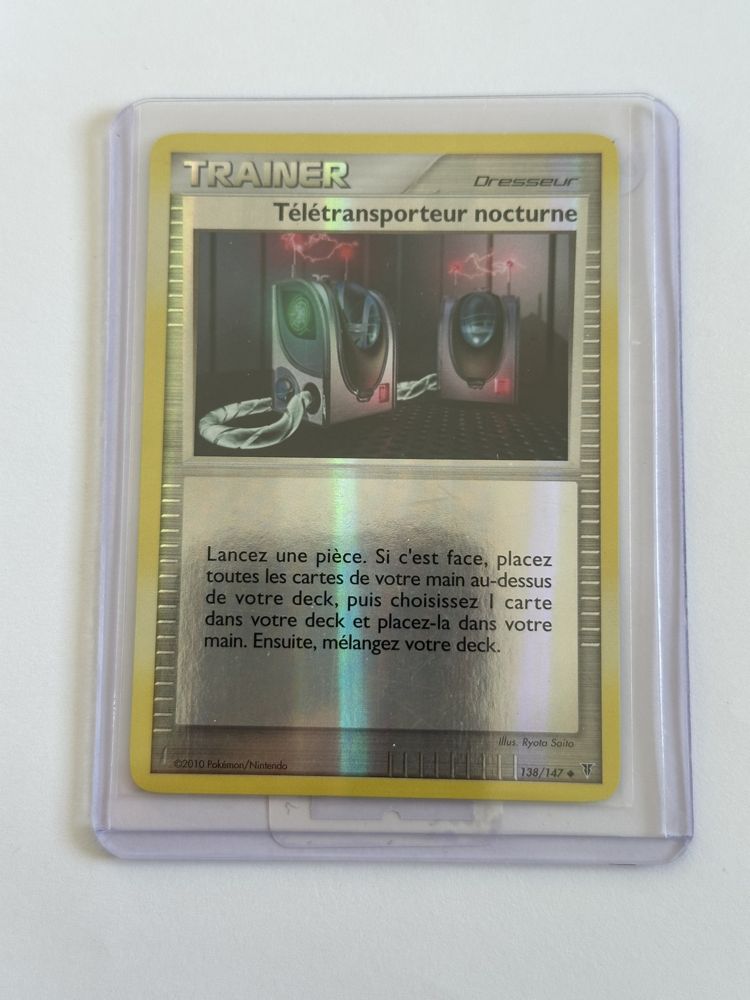 TRAINER
Dresseur
Télétransporteur nocturne
Lancez une pièce. Si c'est face, placez
toutes les cartes de votre main au-dessus
de votre deck, puis choisissez 1 carte
dans votre deck et placez-la dans votre
main. Ensuite, mélangez votre deck.
Illus. Ryota Saito
©2010 Pokémon/Nintendo
138/147